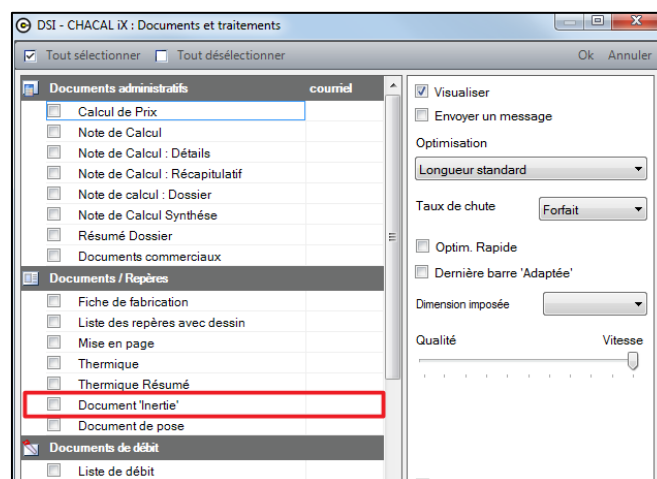 DSI - CHACAL iX : Documents et traitements
Tout sélectionner Tout désélectionner Ok Annuler
Documents administratifs courriel
Calcul de Prix
Note de Calcul
Note de Calcul : Détails
Note de Calcul : Récapitulatif
Note de calcul : Dossier
Note de Calcul Synthése
Résumé Dossier
Documents commerciaux
Documents / Repères
Fiche de fabrication
Liste des repères avec dessin
Mise en page
Thermique
Thermique Résumé
Document 'Inertie'
Document de pose
Documents de débit
Liste de débit
Visualiser
Envoyer un message
Optimisation
Longueur standard
Taux de chute Forfait
Optim. Rapide
Dernière barre 'Adaptée'
Dimension imposée
Qualité Vitesse